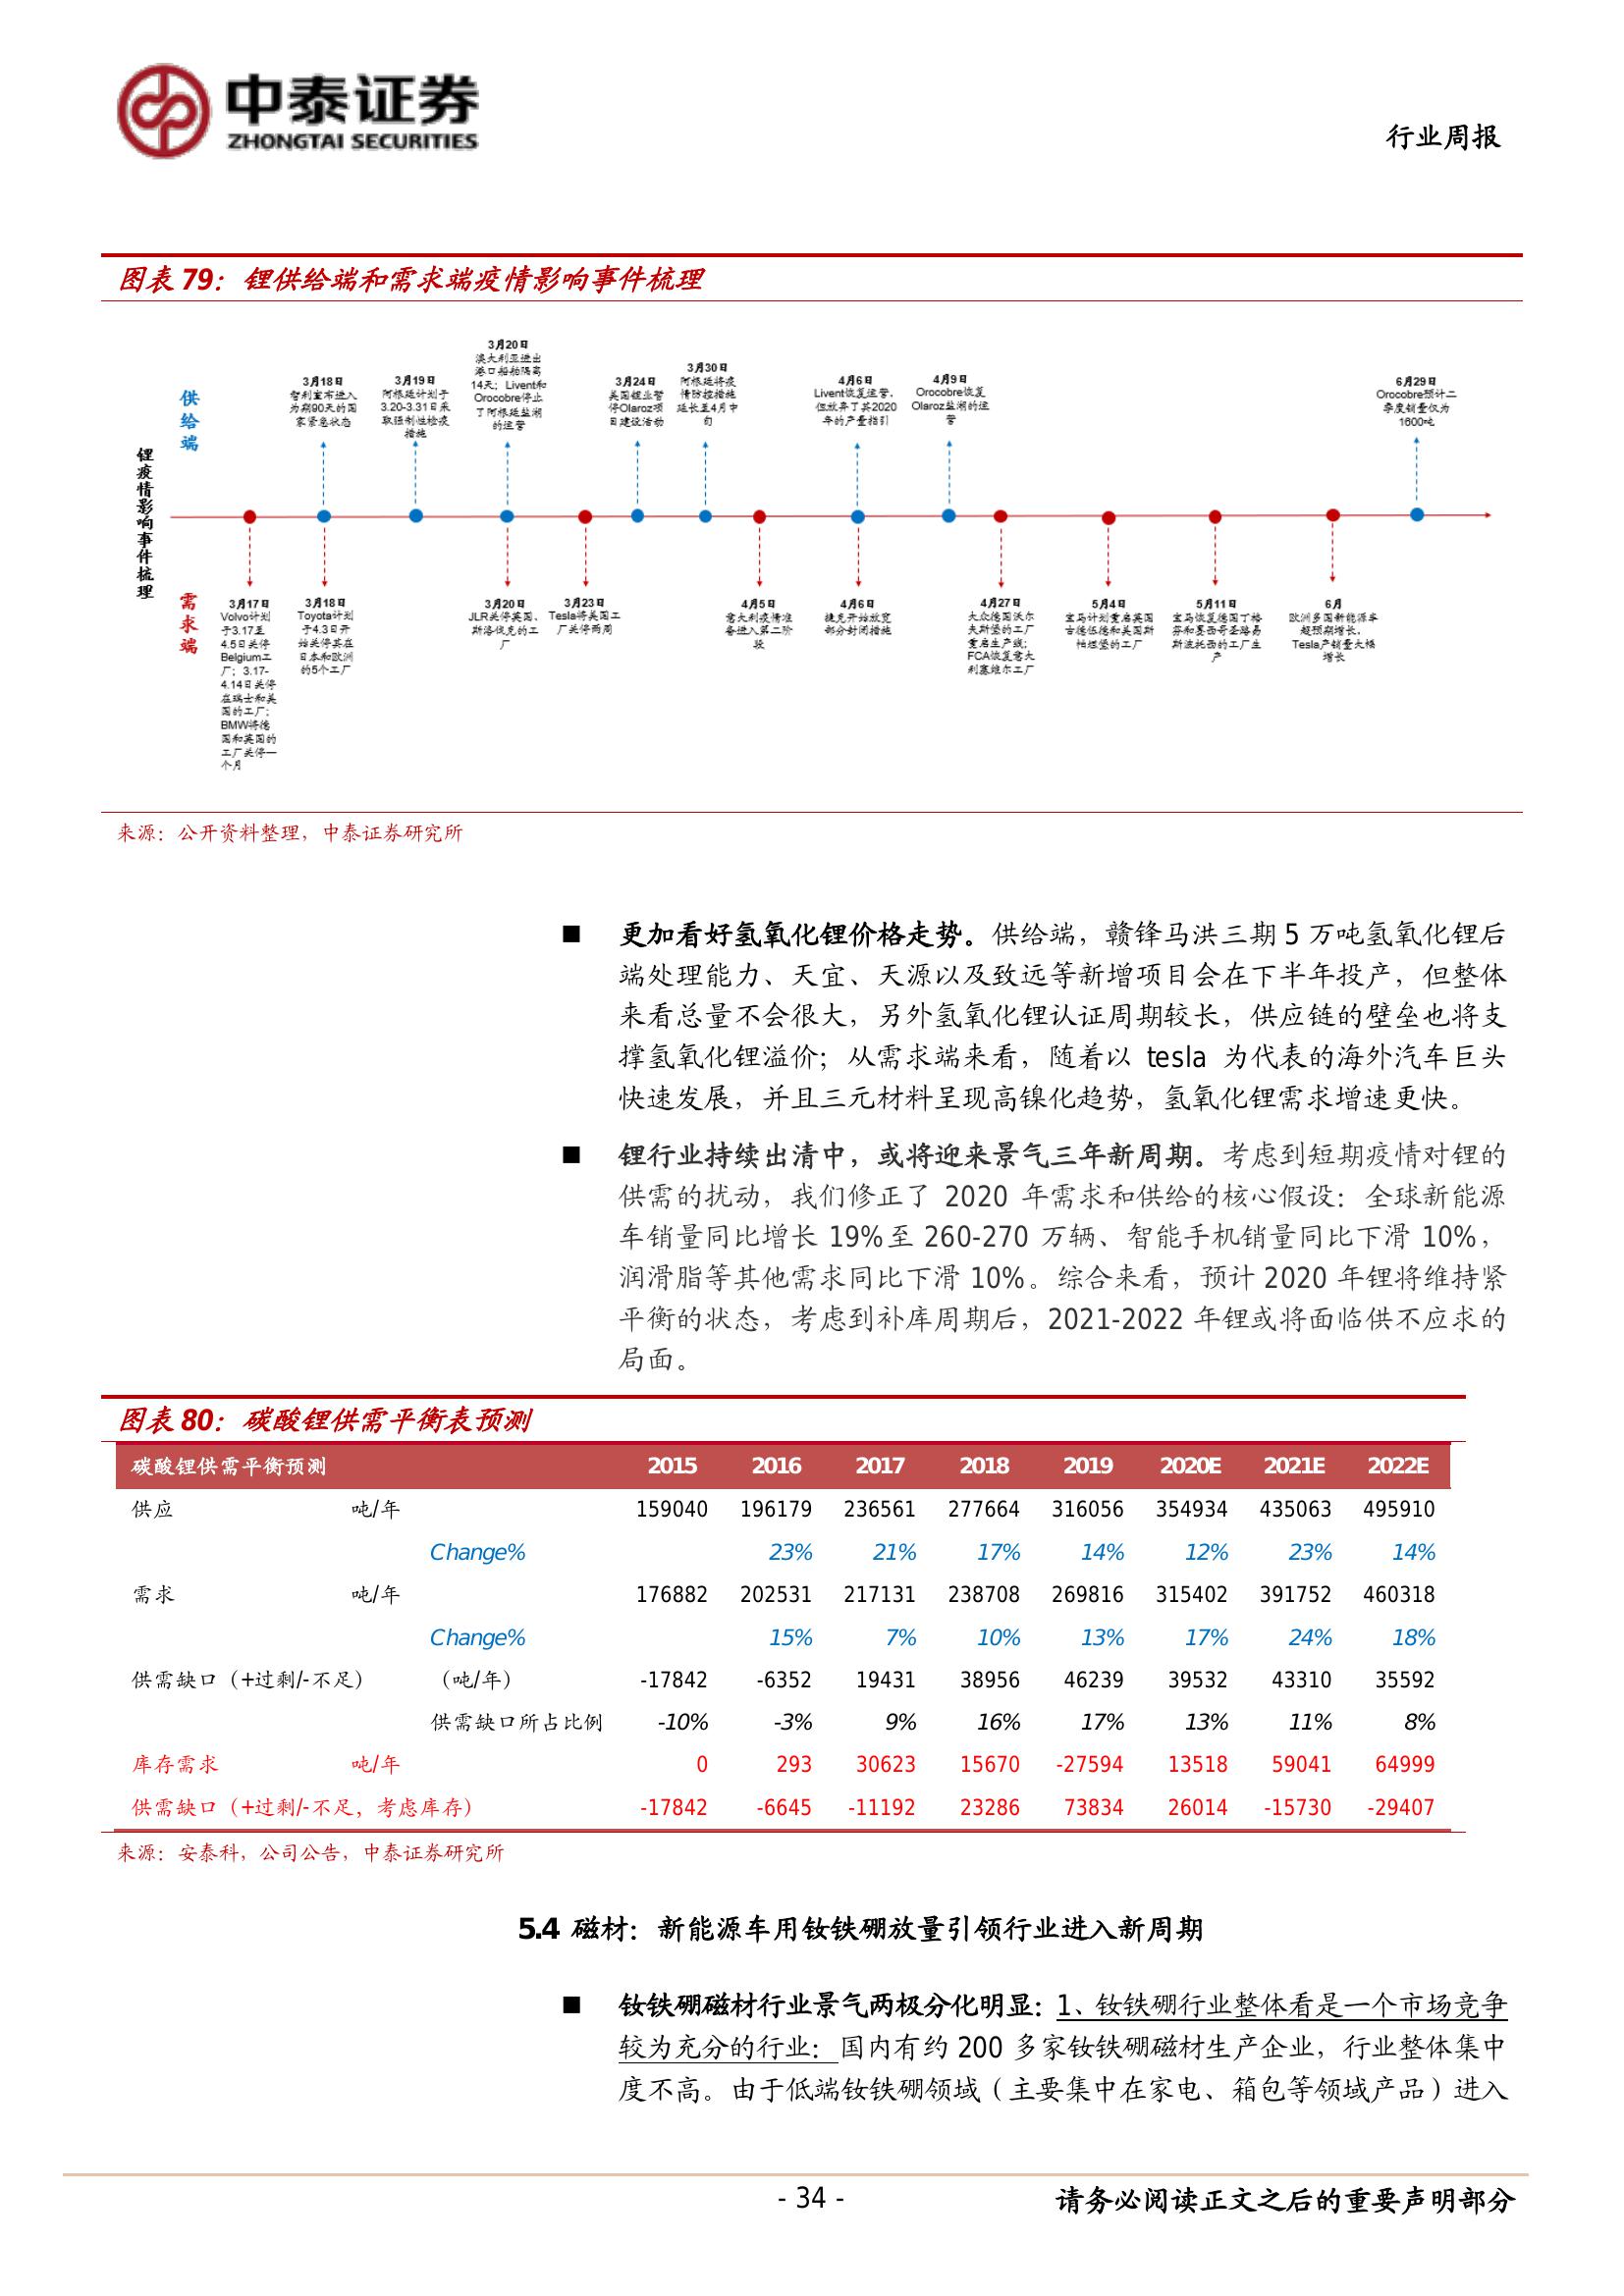 中泰证券
ZHONGTAI SECURITIES
行业周报
图表 79：锂供给端和需求端疫情影响事件梳理
锂疫情影响事件梳理
供给端
3月18日
智利宣布进入
为期90天的国
家紧急状态
3月19日
阿根廷计划于
3.20-3.31日采
取强制性检疫
措施
3月20日
澳大利亚进出
港口船舶隔离
14天；Livent和
Orocobre停止
了阿根廷盐湖
的运营
3月24日
美国锂业暂
停Olaroz项
目建设活动
3月30日
阿根廷将疫
情防控措施
延长至4月中
旬
4月6日
Livent恢复运营，
但放弃了其2020
年的产量指引
4月9日
Orocobre恢复
Olaroz盐湖的运
营
6月29日
Orocobre预计二
季度销量仅为
1600吨
需求端
3月17日
Volvo计划
于3.17至
4.5日关停
Belgium工
厂；3.17-
4.14日关停
在瑞士和美
国的工厂；
BMW将德
国和英国的
工厂关停一
个月
3月18日
Toyota计划
于4.3日开
始关停其在
日本和欧洲
的5个工厂
3月20日
JLR关停英国、
斯洛伐克的工
厂
3月23日
Tesla将美国工
厂关停两周
4月5日
意大利疫情准
备进入第二阶
段
4月6日
捷克开始放宽
部分封闭措施
4月27日
大众德国沃尔
夫斯堡的工厂
重启生产线；
FCA恢复意大
利塞维尔工厂
5月4日
宝马计划重启英国
古德伍德和美国斯
帕坦堡的工厂
5月11日
宝马恢复德国丁格
芬和墨西哥圣路易
斯波托西的工厂生
产
6月
欧洲多国新能源车
超预期增长，
Tesla产销量大幅
增长
来源：公开资料整理，中泰证券研究所
■ 更加看好氢氧化锂价格走势。供给端，赣锋马洪三期 5 万吨氢氧化锂后
端处理能力、天宜、天源以及致远等新增项目会在下半年投产，但整体
来看总量不会很大，另外氢氧化锂认证周期较长，供应链的壁垒也将支
撑氢氧化锂溢价；从需求端来看，随着以 tesla 为代表的海外汽车巨头
快速发展，并且三元材料呈现高镍化趋势，氢氧化锂需求增速更快。
■ 锂行业持续出清中，或将迎来景气三年新周期。考虑到短期疫情对锂的
供需的扰动，我们修正了 2020 年需求和供给的核心假设：全球新能源
车销量同比增长 19%至 260-270 万辆、智能手机销量同比下滑 10%，
润滑脂等其他需求同比下滑 10%。综合来看，预计 2020 年锂将维持紧
平衡的状态，考虑到补库周期后，2021-2022 年锂或将面临供不应求的
局面。
图表 80：碳酸锂供需平衡表预测
碳酸锂供需平衡预测 2015 2016 2017 2018 2019 2020E 2021E 2022E
供应 吨/年 159040 196179 236561 277664 316056 354934 435063 495910
Change% 23% 21% 17% 14% 12% 23% 14%
需求 吨/年 176882 202531 217131 238708 269816 315402 391752 460318
Change% 15% 7% 10% 13% 17% 24% 18%
供需缺口（+过剩/-不足） （吨/年） -17842 -6352 19431 38956 46239 39532 43310 35592
供需缺口所占比例 -10% -3% 9% 16% 17% 13% 11% 8%
库存需求 吨/年 0 293 30623 15670 -27594 13518 59041 64999
供需缺口（+过剩/-不足，考虑库存） -17842 -6645 -11192 23286 73834 26014 -15730 -29407
来源：安泰科，公司公告，中泰证券研究所
5.4 磁材：新能源车用钕铁硼放量引领行业进入新周期
■ 钕铁硼磁材行业景气两极分化明显：1、钕铁硼行业整体看是一个市场竞争
较为充分的行业：国内有约 200 多家钕铁硼磁材生产企业，行业整体集中
度不高。由于低端钕铁硼领域（主要集中在家电、箱包等领域产品）进入
- 34 -
请务必阅读正文之后的重要声明部分